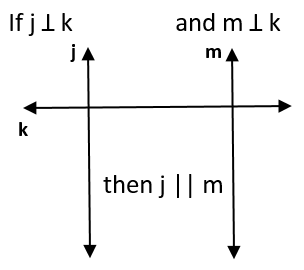 If j ⊥ k and m ⊥ k
j m
k
then j || m